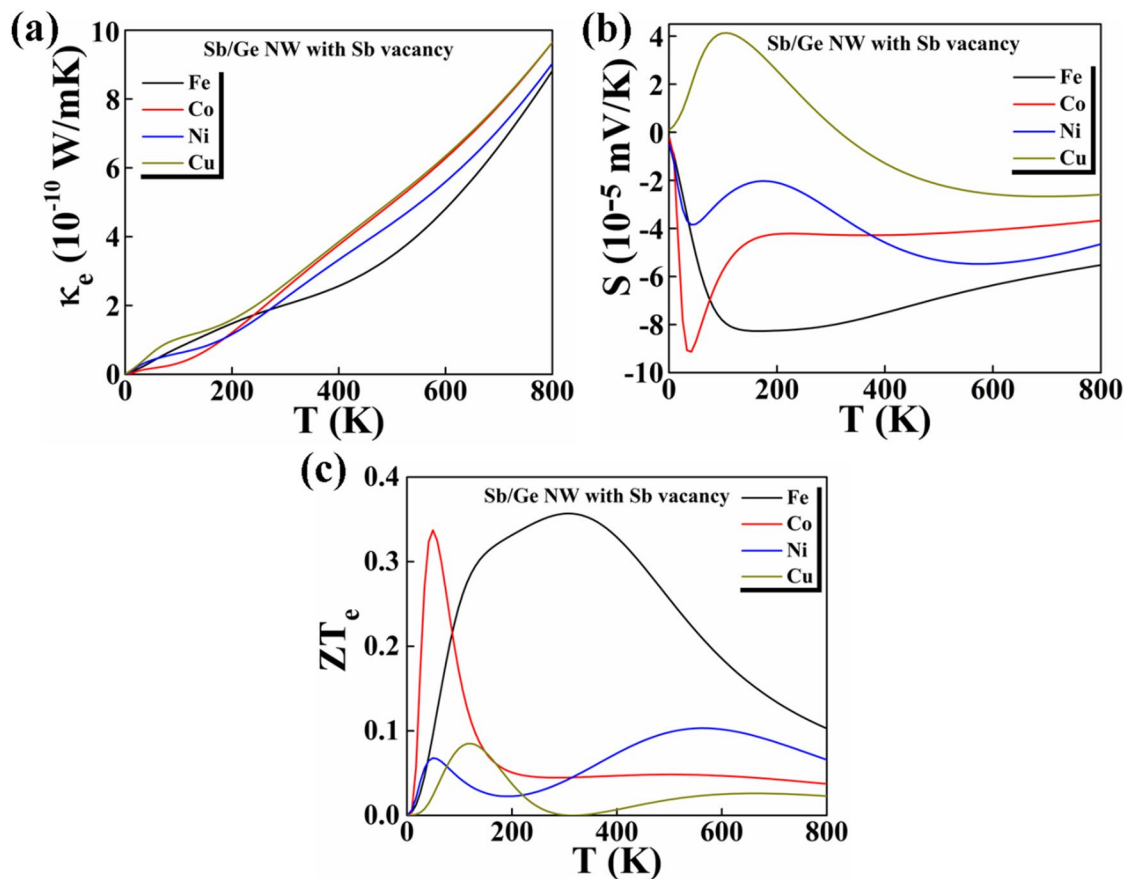 (a)
Sb/Ge NW with Sb vacancy
Fe
Co
Ni
Cu
κe (10-10 W/mK)
10
8
6
4
2
0
0 200 400 600 800
T (K)
(b)
Sb/Ge NW with Sb vacancy
Fe
Co
Ni
Cu
S (10-5 mV/K)
4
2
0
-2
-4
-6
-8
-10
0 200 400 600 800
T (K)
(c)
Sb/Ge NW with Sb vacancy
Fe
Co
Ni
Cu
ZTe
0.4
0.3
0.2
0.1
0.0
0 200 400 600 800
T (K)